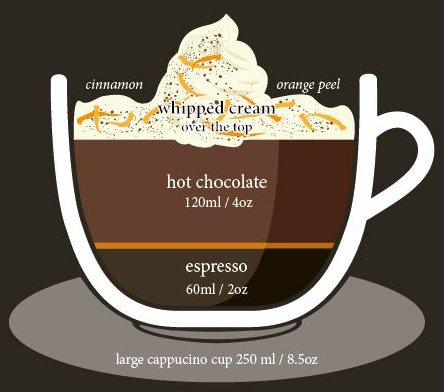 cinnamon
orange peel
whipped cream
over the top
hot chocolate
120ml / 4oz
espresso
60ml / 2oz
large cappucino cup 250 ml / 8.5oz